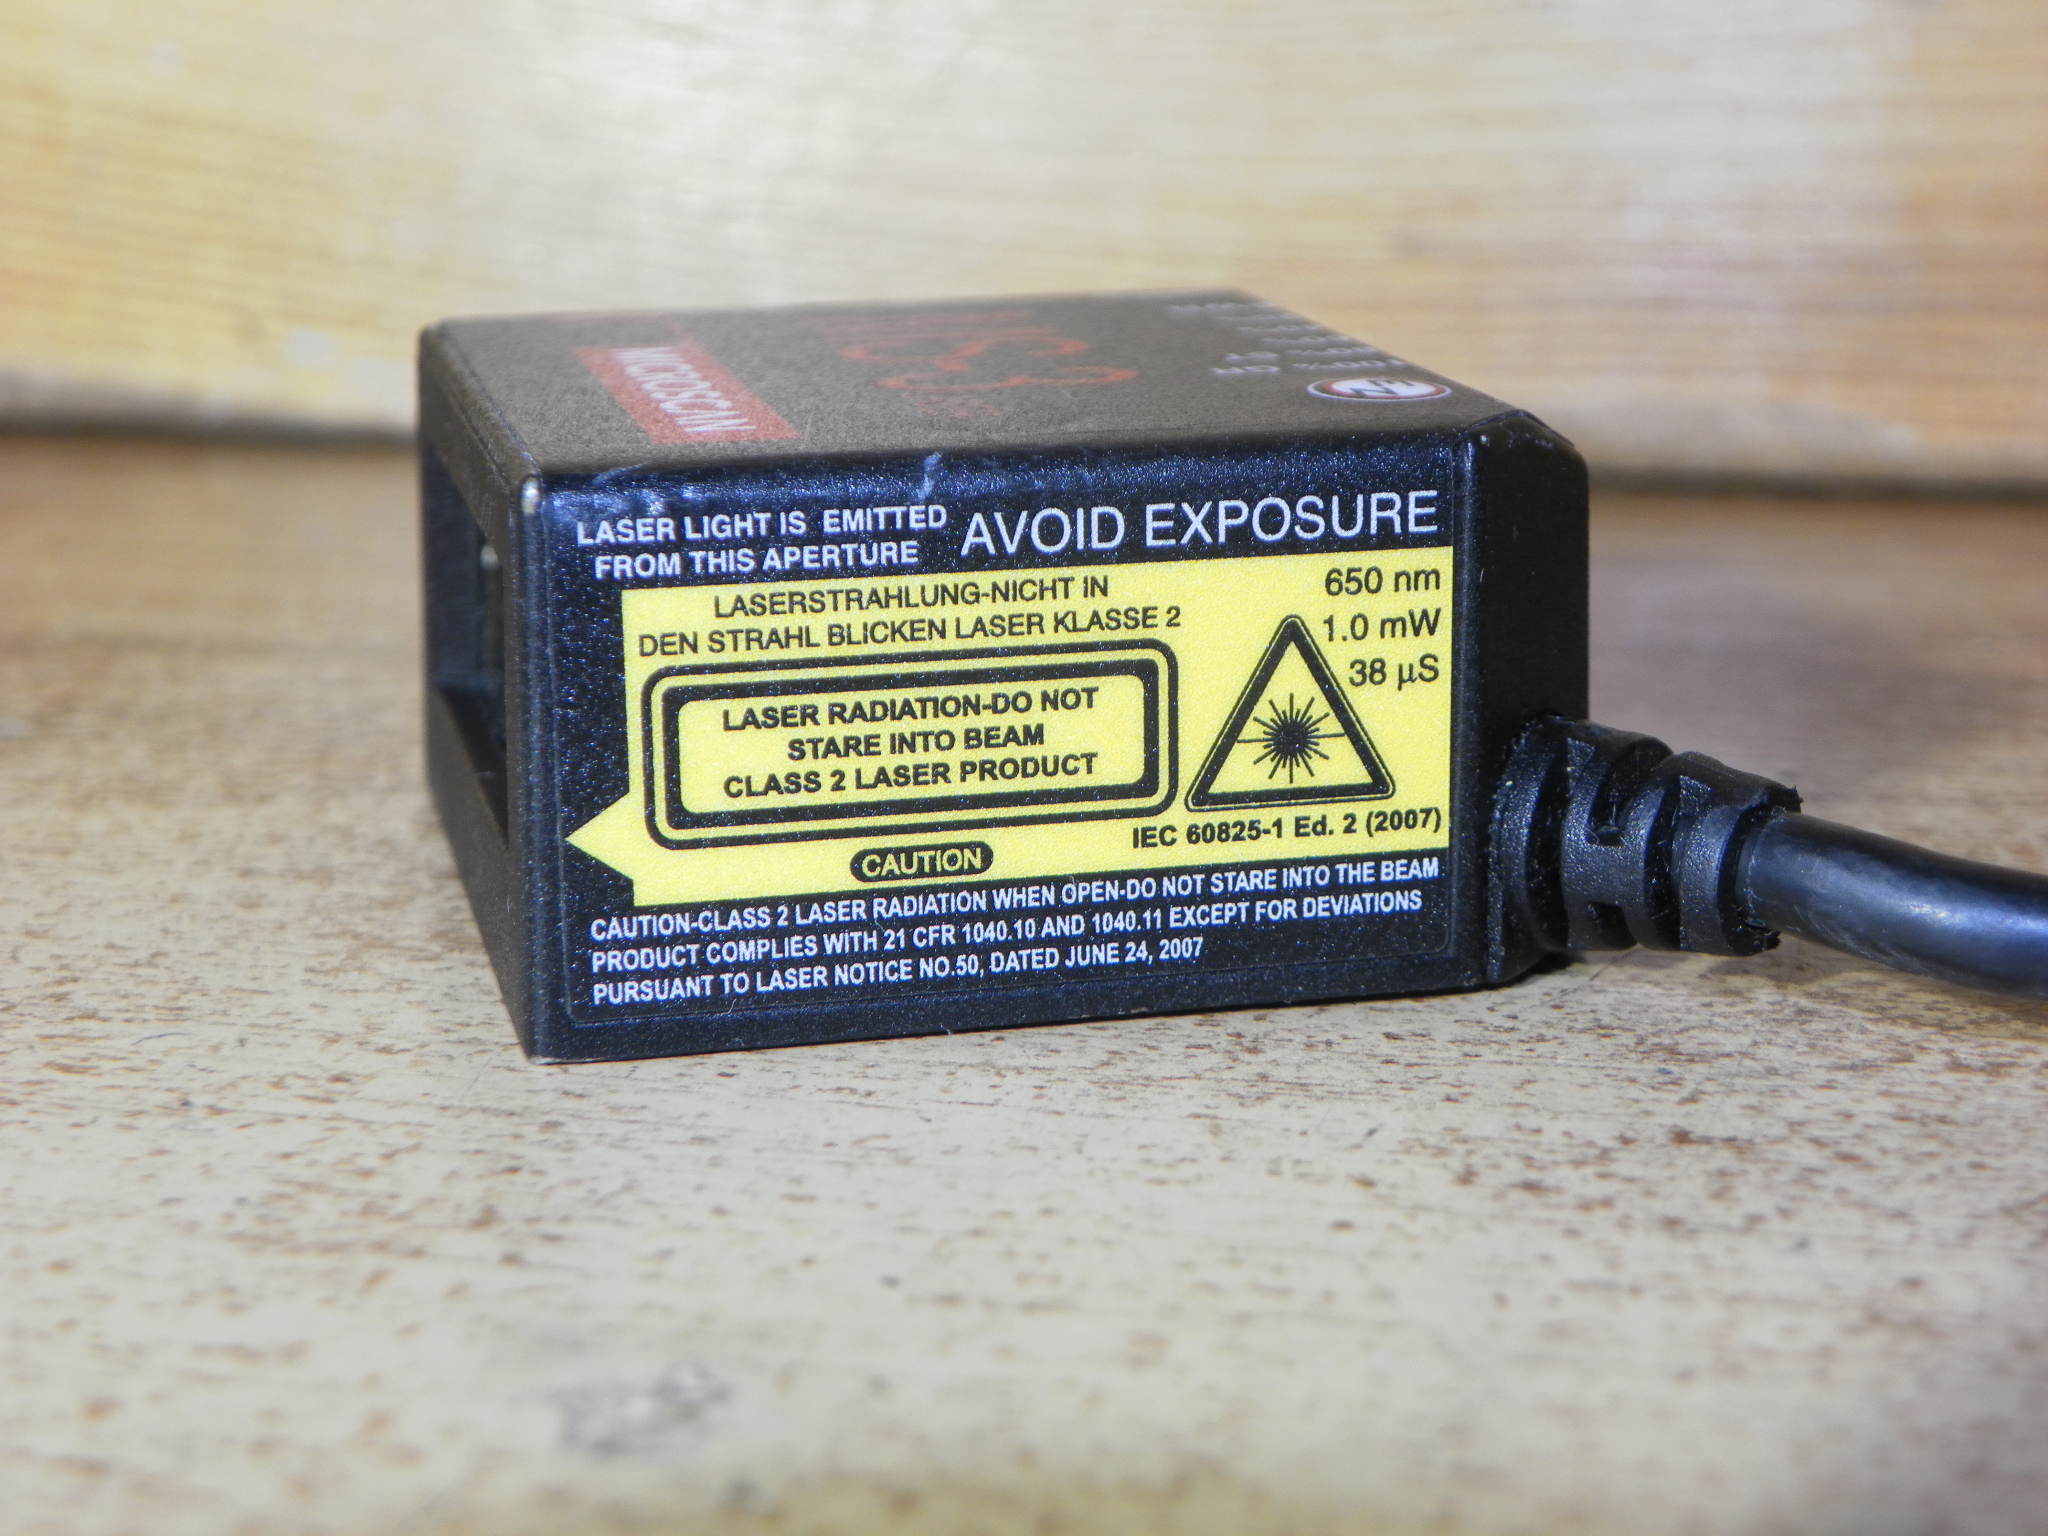 MICROSCAN
LASER LIGHT IS EMITTED
FROM THIS APERTURE
AVOID EXPOSURE
LASERSTRAHLUNG-NICHT IN
DEN STRAHL BLICKEN LASER KLASSE 2
650 nm
1.0 mW
38 µS
LASER RADIATION-DO NOT
STARE INTO BEAM
CLASS 2 LASER PRODUCT
IEC 60825-1 Ed. 2 (2007)
CAUTION
CAUTION-CLASS 2 LASER RADIATION WHEN OPEN-DO NOT STARE INTO THE BEAM
PRODUCT COMPLIES WITH 21 CFR 1040.10 AND 1040.11 EXCEPT FOR DEVIATIONS
PURSUANT TO LASER NOTICE NO.50, DATED JUNE 24, 2007